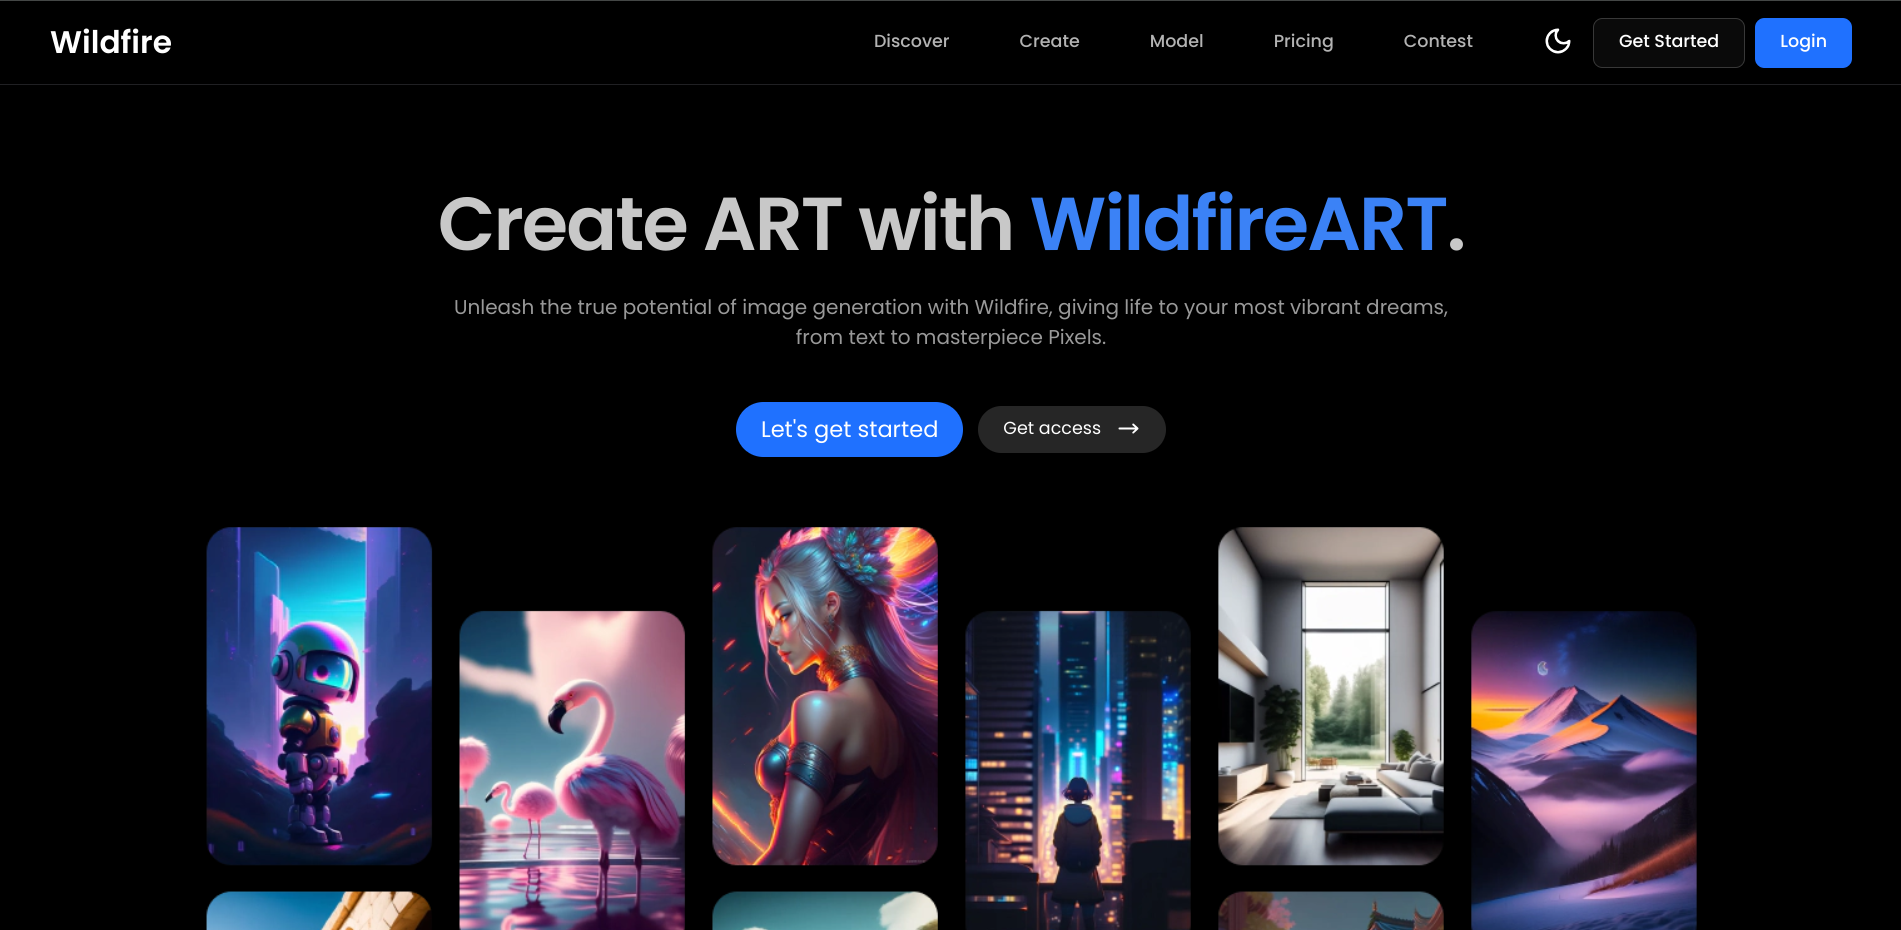 Wildfire
Discover
Create
Model
Pricing
Contest
Get Started
Login
Create ART with WildfireART.
Unleash the true potential of image generation with Wildfire, giving life to your most vibrant dreams,
from text to masterpiece Pixels.
Let's get started
Get access